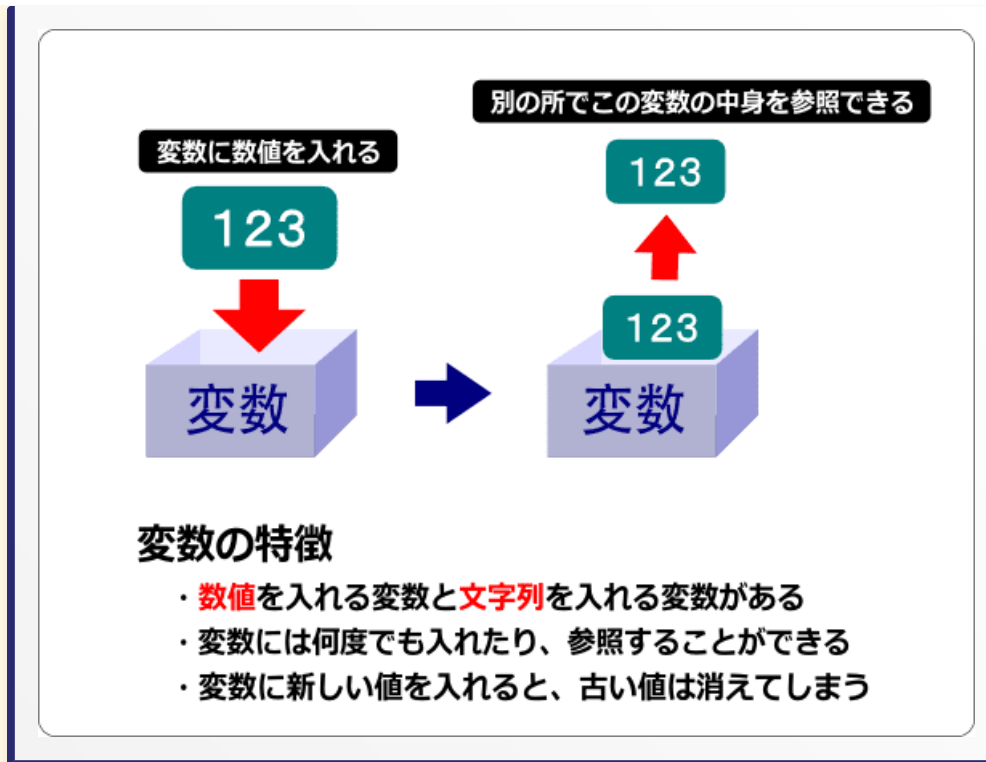 変数に数値を入れる
123
変数
別の所でこの変数の中身を参照できる
123
123
変数
変数の特徴
・数値を入れる変数と文字列を入れる変数がある
・変数には何度でも入れたり、参照することができる
・変数に新しい値を入れると、古い値は消えてしまう